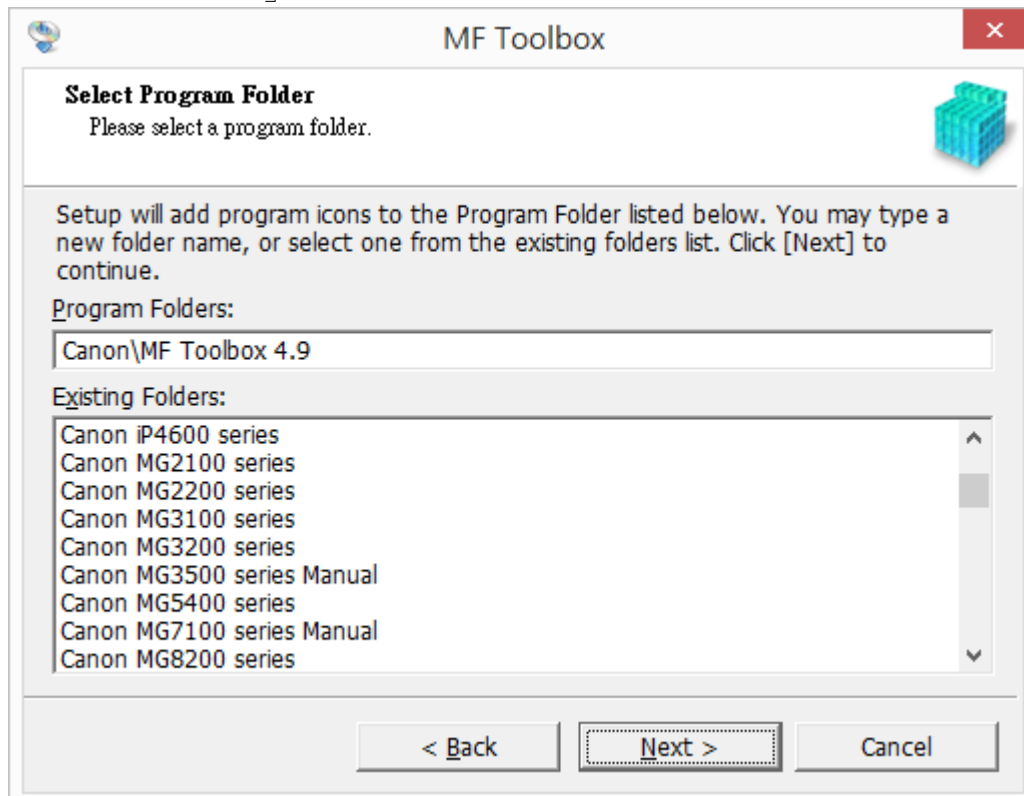 MF Toolbox
Select Program Folder
Please select a program folder.
Setup will add program icons to the Program Folder listed below. You may type a
new folder name, or select one from the existing folders list. Click [Next] to
continue.
Program Folders:
Canon\MF Toolbox 4.9
Existing Folders:
Canon iP4600 series
Canon MG2100 series
Canon MG2200 series
Canon MG3100 series
Canon MG3200 series
Canon MG3500 series Manual
Canon MG5400 series
Canon MG7100 series Manual
Canon MG8200 series
< Back
Next >
Cancel